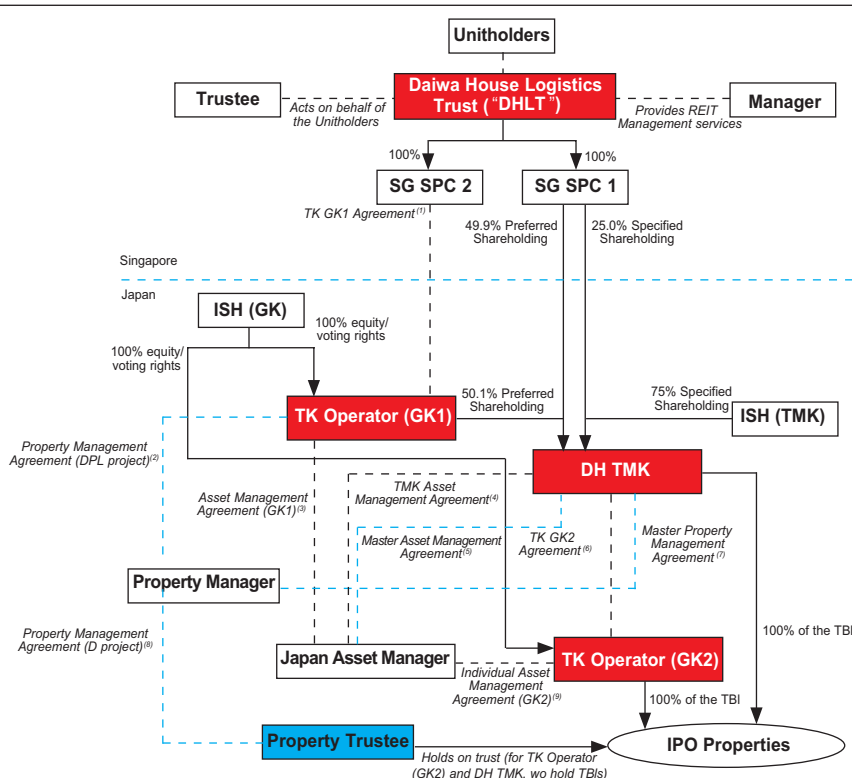 Unitholders
Daiwa House Logistics
Trust (“DHLT”)
Trustee
Acts on behalf of
the Unitholders
Provides REIT
Management services
Manager
100%
100%
SG SPC 2
SG SPC 1
TK GK1 Agreement(1)
49.9% Preferred
Shareholding
25.0% Specified
Shareholding
Singapore
Japan
ISH (GK)
100% equity/
voting rights
100% equity/
voting rights
50.1% Preferred
Shareholding
75% Specified
Shareholding
TK Operator (GK1)
ISH (TMK)
Property Management
Agreement (DPL project)(2)
DH TMK
Asset Management
Agreement (GK1)(3)
TMK Asset
Management Agreement(4)
Master Asset Management
Agreement(5)
TK GK2
Agreement(6)
Master Property
Management
Agreement(7)
Property Manager
Property Management
Agreement (D project)(8)
100% of the TBI
Japan Asset Manager
TK Operator (GK2)
Individual Asset
Management
Agreement (GK2)(9)
100% of the TBI
Property Trustee
IPO Properties
Holds on trust (for TK Operator
(GK2) and DH TMK, wo hold TBIs)